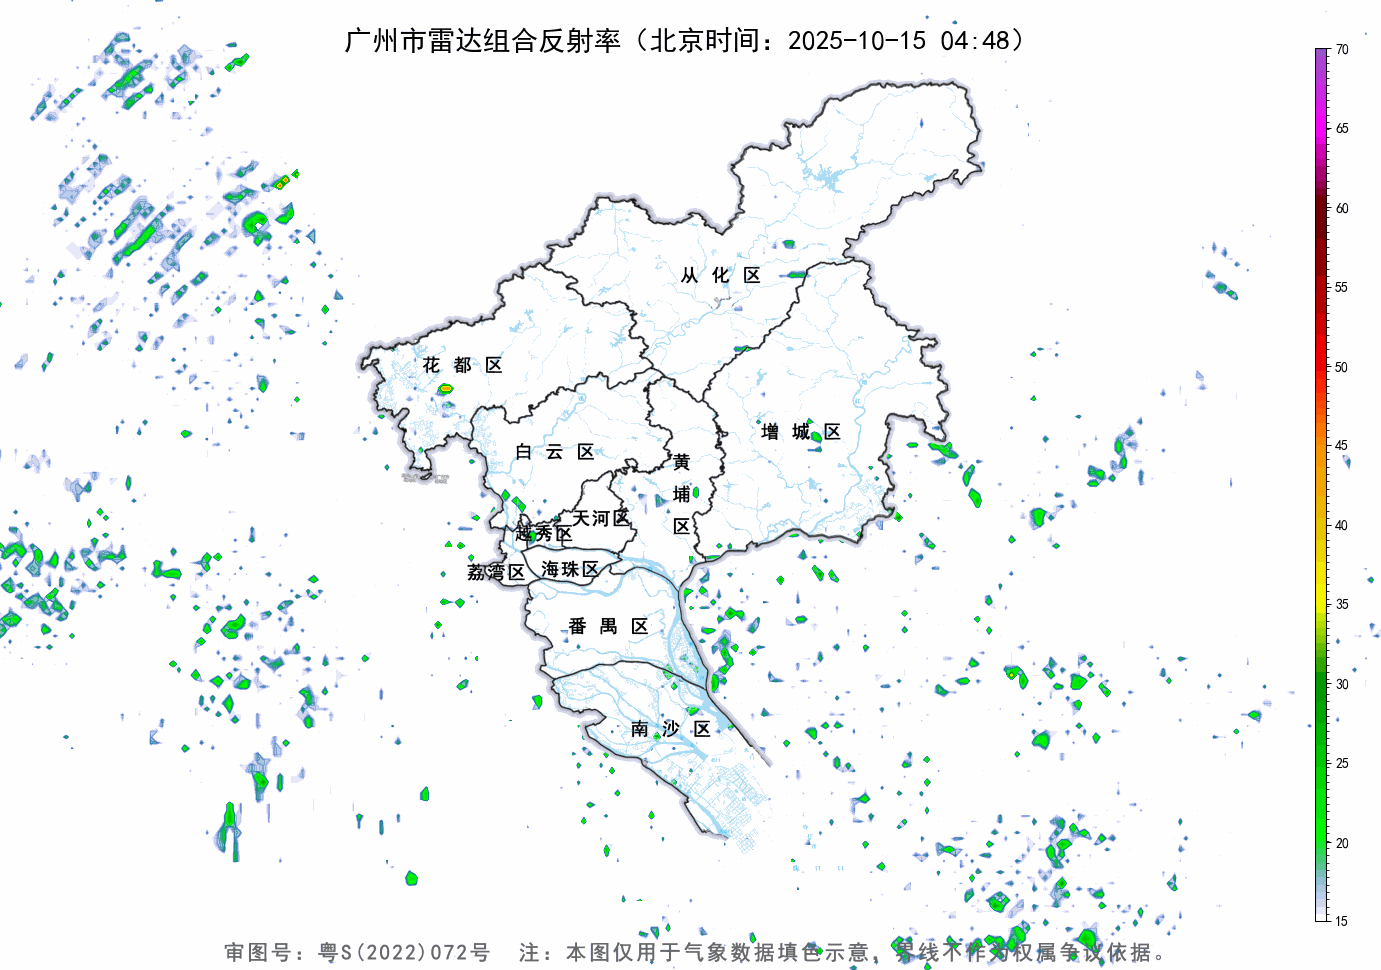 广州市雷达组合反射率（北京时间：2025-10-15 04:48）
70
65
60
55
50
45
40
35
30
25
20
15
从化区
花都区
增城区
白云区
黄埔区
天河区
越秀区
海珠区
荔湾区
番禺区
南沙区
审图号：粤S(2022)072号 注：本图仅用于气象数据填色示意，界线不作为权属争议依据。